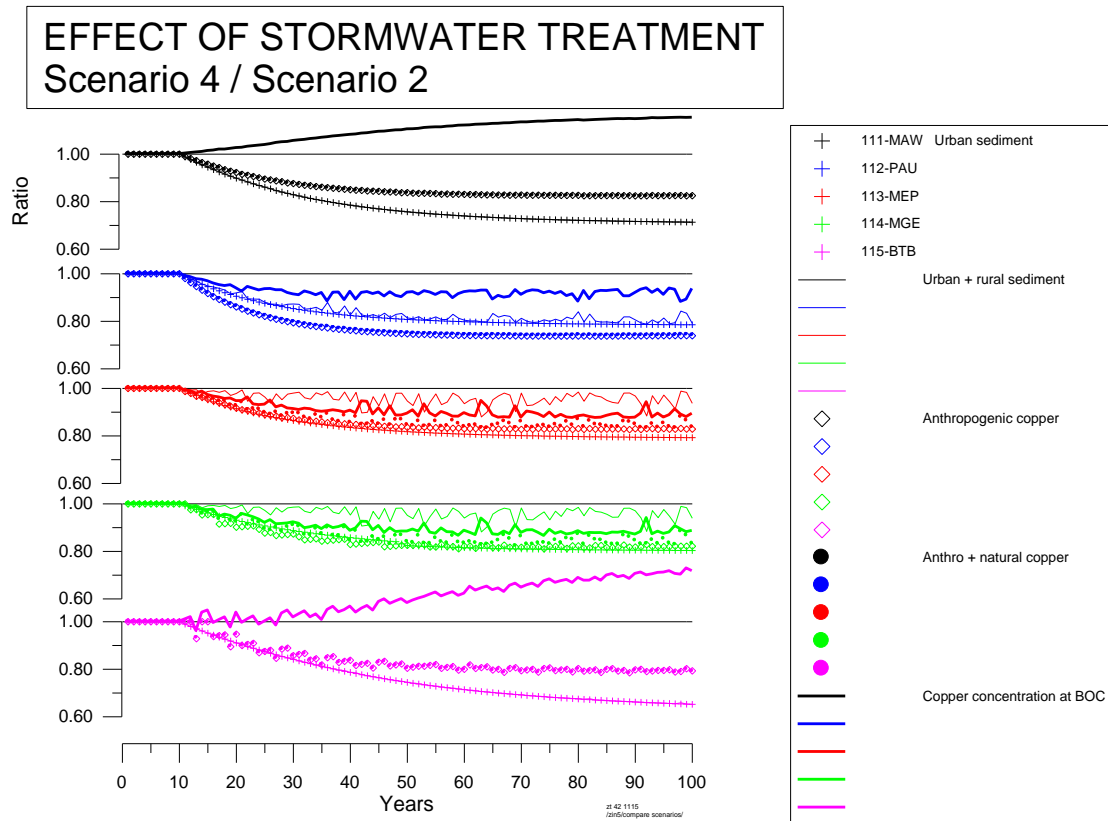 EFFECT OF STORMWATER TREATMENT
Scenario 4 / Scenario 2
1.00
0.80
0.60
Ratio
1.00
0.80
0.60
1.00
0.80
0.60
1.00
0.80
0.60
1.00
0.80
0.60
0 10 20 30 40 50 60 70 80 90 100
Years
zt 42 1115
/zin5/compare scenarios/
111-MAW Urban sediment
112-PAU
113-MEP
114-MGE
115-BTB
Urban + rural sediment
Anthropogenic copper
Anthro + natural copper
Copper concentration at BOC